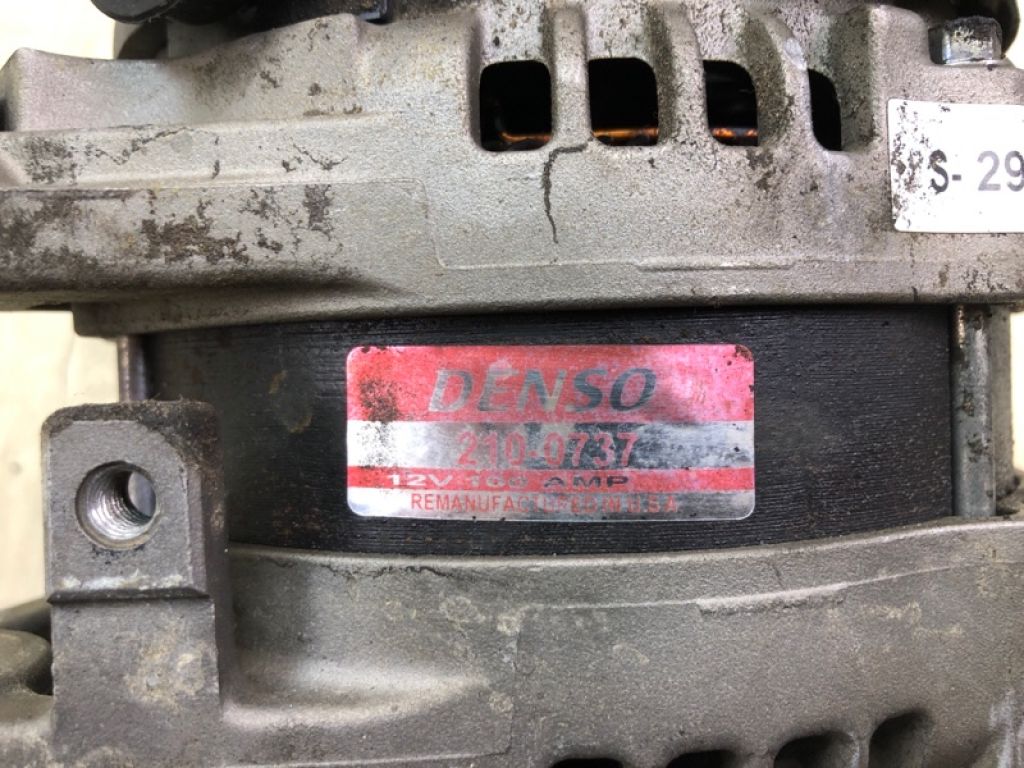 S- 29
DENSO
210-0737
12V AMP
REMANUFACTURED IN U.S.A